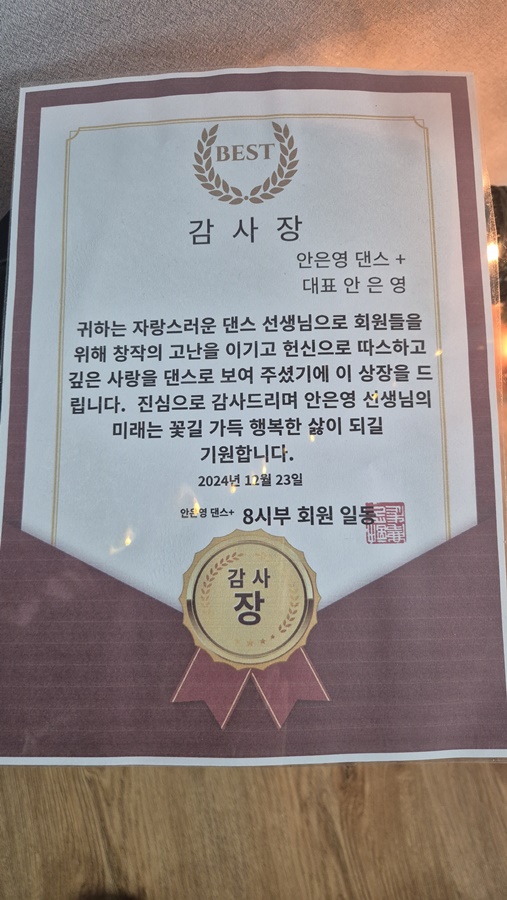 BEST
감 사 장
안은영 댄스 +
대표 안 은 영
귀하는 자랑스러운 댄스 선생님으로 회원들을
위해 창작의 고난을 이기고 헌신으로 따스하고
깊은 사랑을 댄스로 보여 주셨기에 이 상장을 드
립니다. 진심으로 감사드리며 안은영 선생님의
미래는 꽃길 가득 행복한 삻이 되길
기원합니다.
2024년 12월 23일
안은영 댄스+ 8시부 회원 일동
감 사
장